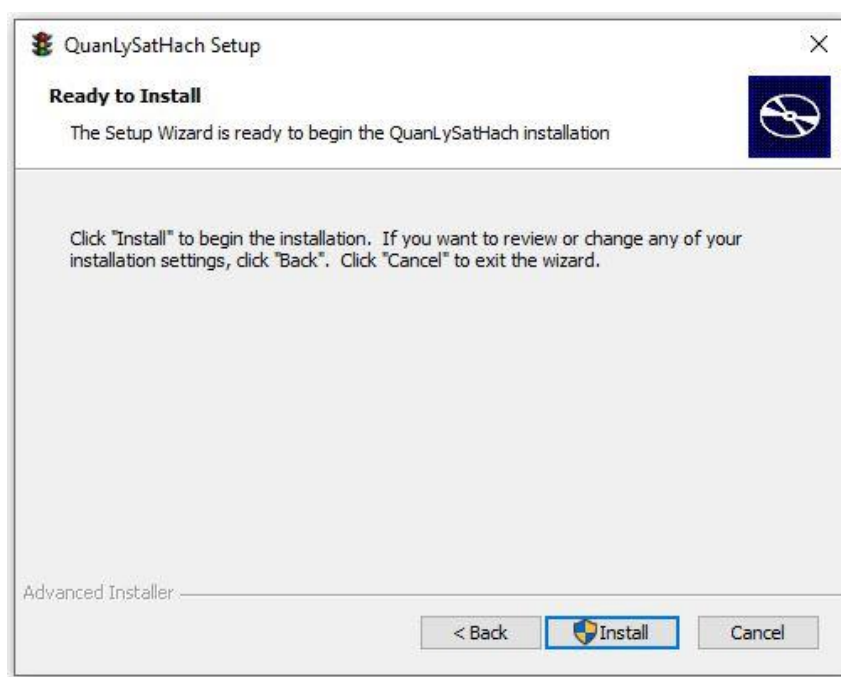 QuanLySatHach Setup
Ready to Install
The Setup Wizard is ready to begin the QuanLySatHach installation
Click "Install" to begin the installation. If you want to review or change any of your
installation settings, click "Back". Click "Cancel" to exit the wizard.
Advanced Installer
< Back Install Cancel